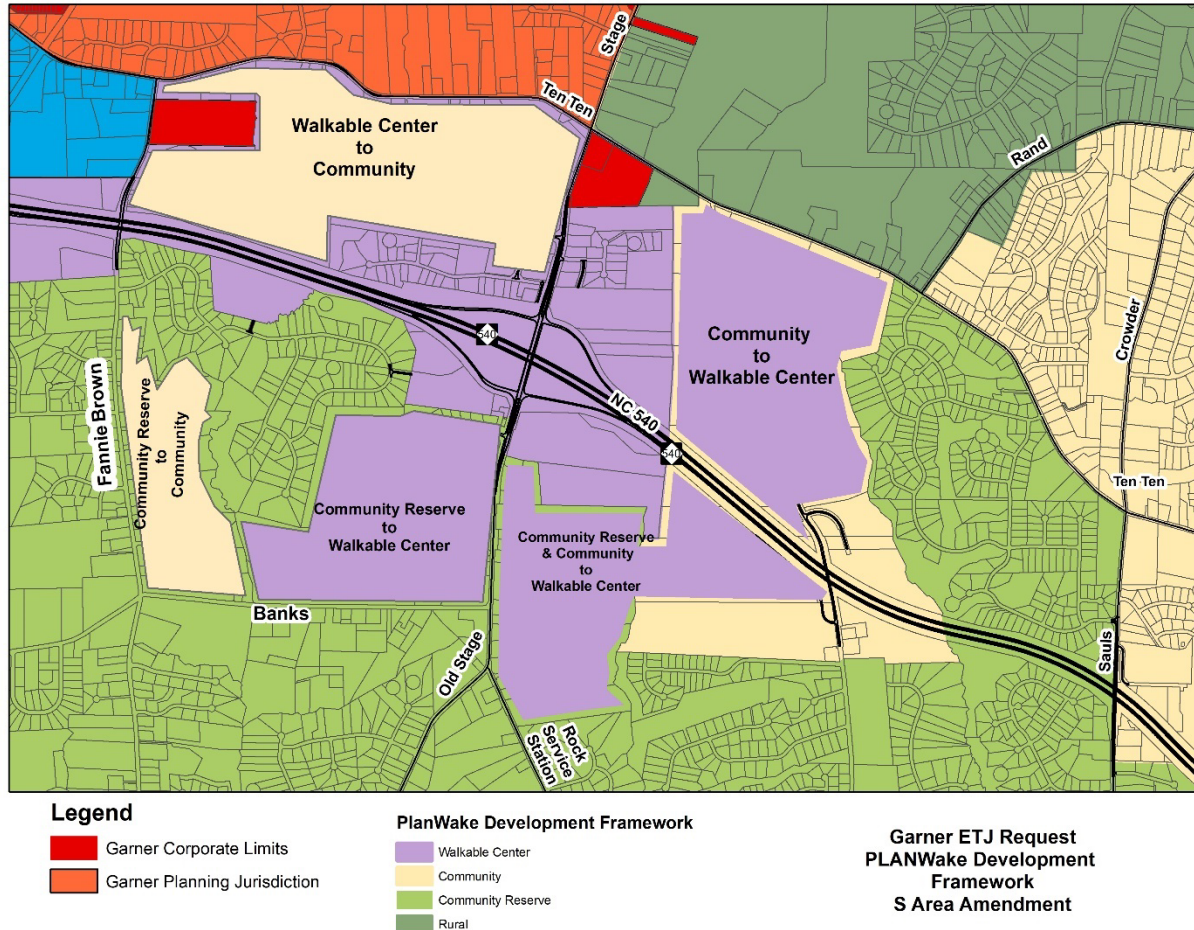 Stage
Ten Ten
Walkable Center
to
Community
Rand
Crowder
Community
to
Walkable Center
540
NC 540
540
Fannie Brown
Community Reserve
to
Community
Ten Ten
Community Reserve
to
Walkable Center
Community Reserve
& Community
to
Walkable Center
Banks
Old Stage
Sauls
Rock
Service
Station
Legend
Garner Corporate Limits
Garner Planning Jurisdiction
PlanWake Development Framework
Walkable Center
Community
Community Reserve
Rural
Garner ETJ Request
PLANWake Development
Framework
S Area Amendment